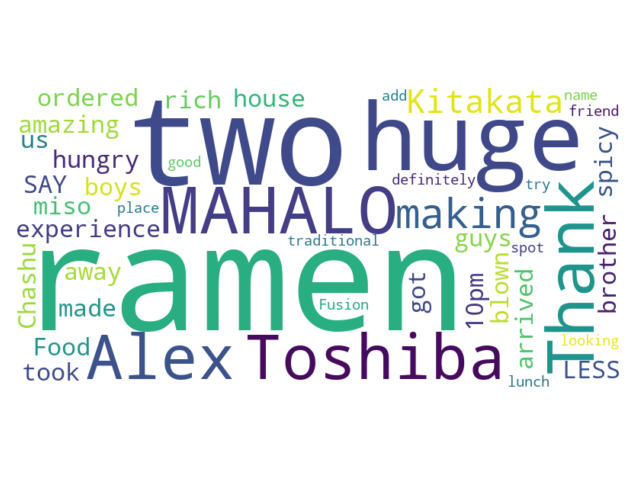 ordered
rich
house
two
huge
add
Kitakata
name
friend
amazing
us
hungry
good
definitely
try
spicy
SAY
boys
MAHALO
making
Thank
miso
place
experience
traditional
guys
spot
brother
ramen
Chashu
away
made
Fusion
got
10pm
blown
arrived
Food
Alex
Toshiba
looking
took
lunch
LESS